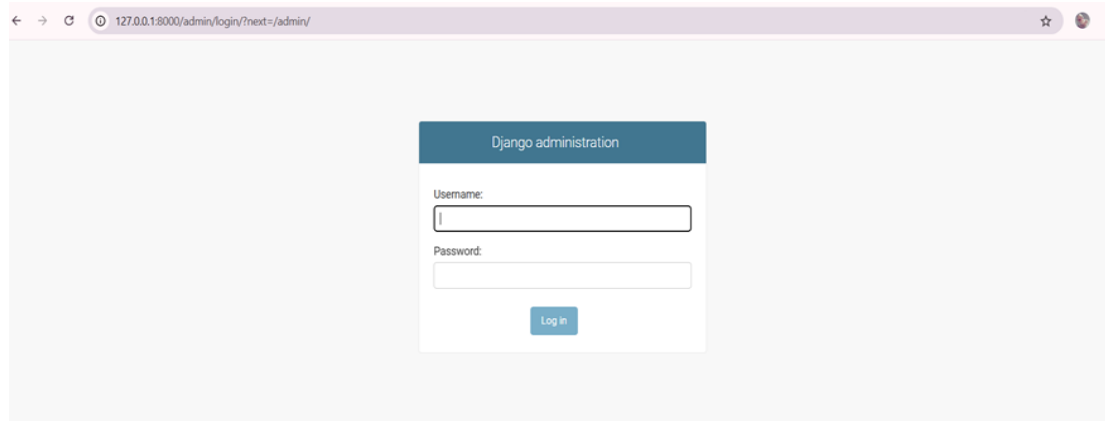 127.0.0.1:8000/admin/login/?next=/admin/
Django administration
Username:
Password:
Log in